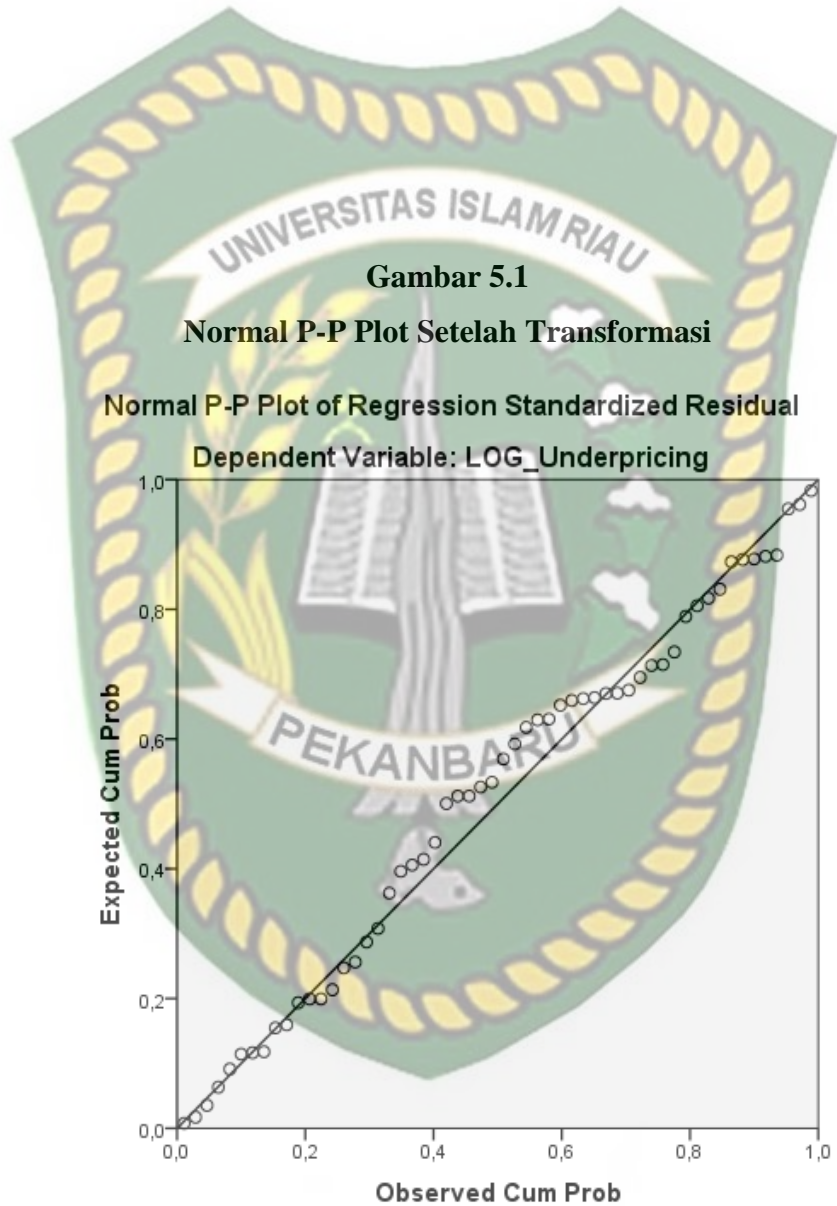 UNIVERSITAS ISLAM RIAU
Gambar 5.1
Normal P-P Plot Setelah Transformasi
Normal P-P Plot of Regression Standardized Residual
Dependent Variable: LOG_Underpricing
1,0
0,8
0,6
0,4
0,2
0,0
Expected Cum Prob
PEKANBARU
0,0 0,2 0,4 0,6 0,8 1,0
Observed Cum Prob